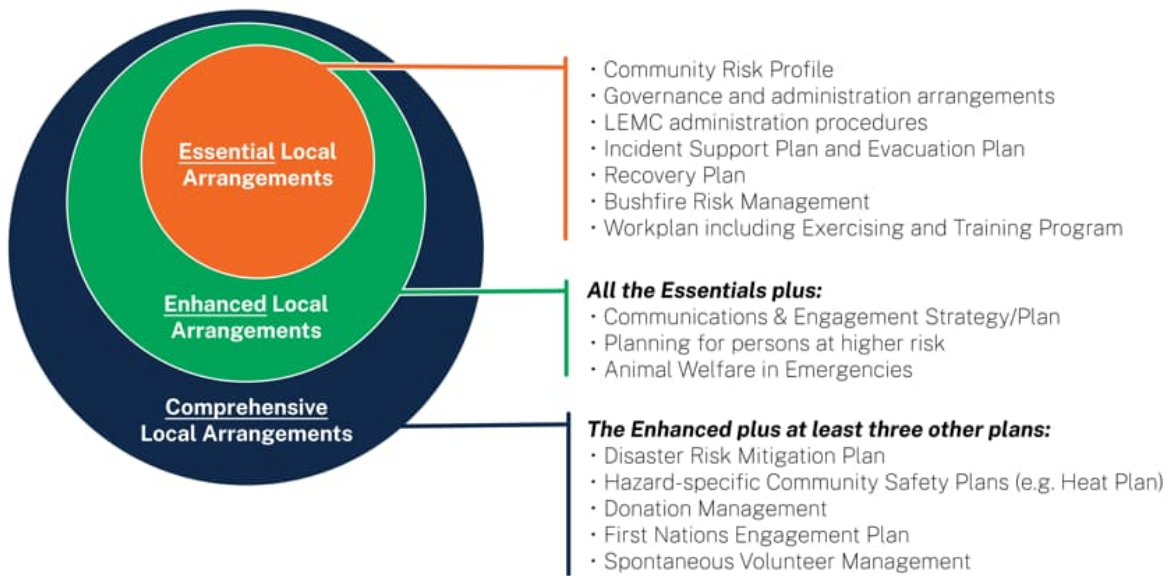 Essential Local
Arrangements
Enhanced Local
Arrangements
Comprehensive
Local Arrangements
· Community Risk Profile
· Governance and administration arrangements
· LEMC administration procedures
· Incident Support Plan and Evacuation Plan
· Recovery Plan
· Bushfire Risk Management
· Workplan including Exercising and Training Program
All the Essentials plus:
· Communications & Engagement Strategy/Plan
· Planning for persons at higher risk
· Animal Welfare in Emergencies
The Enhanced plus at least three other plans:
· Disaster Risk Mitigation Plan
· Hazard-specific Community Safety Plans (e.g. Heat Plan)
· Donation Management
· First Nations Engagement Plan
· Spontaneous Volunteer Management